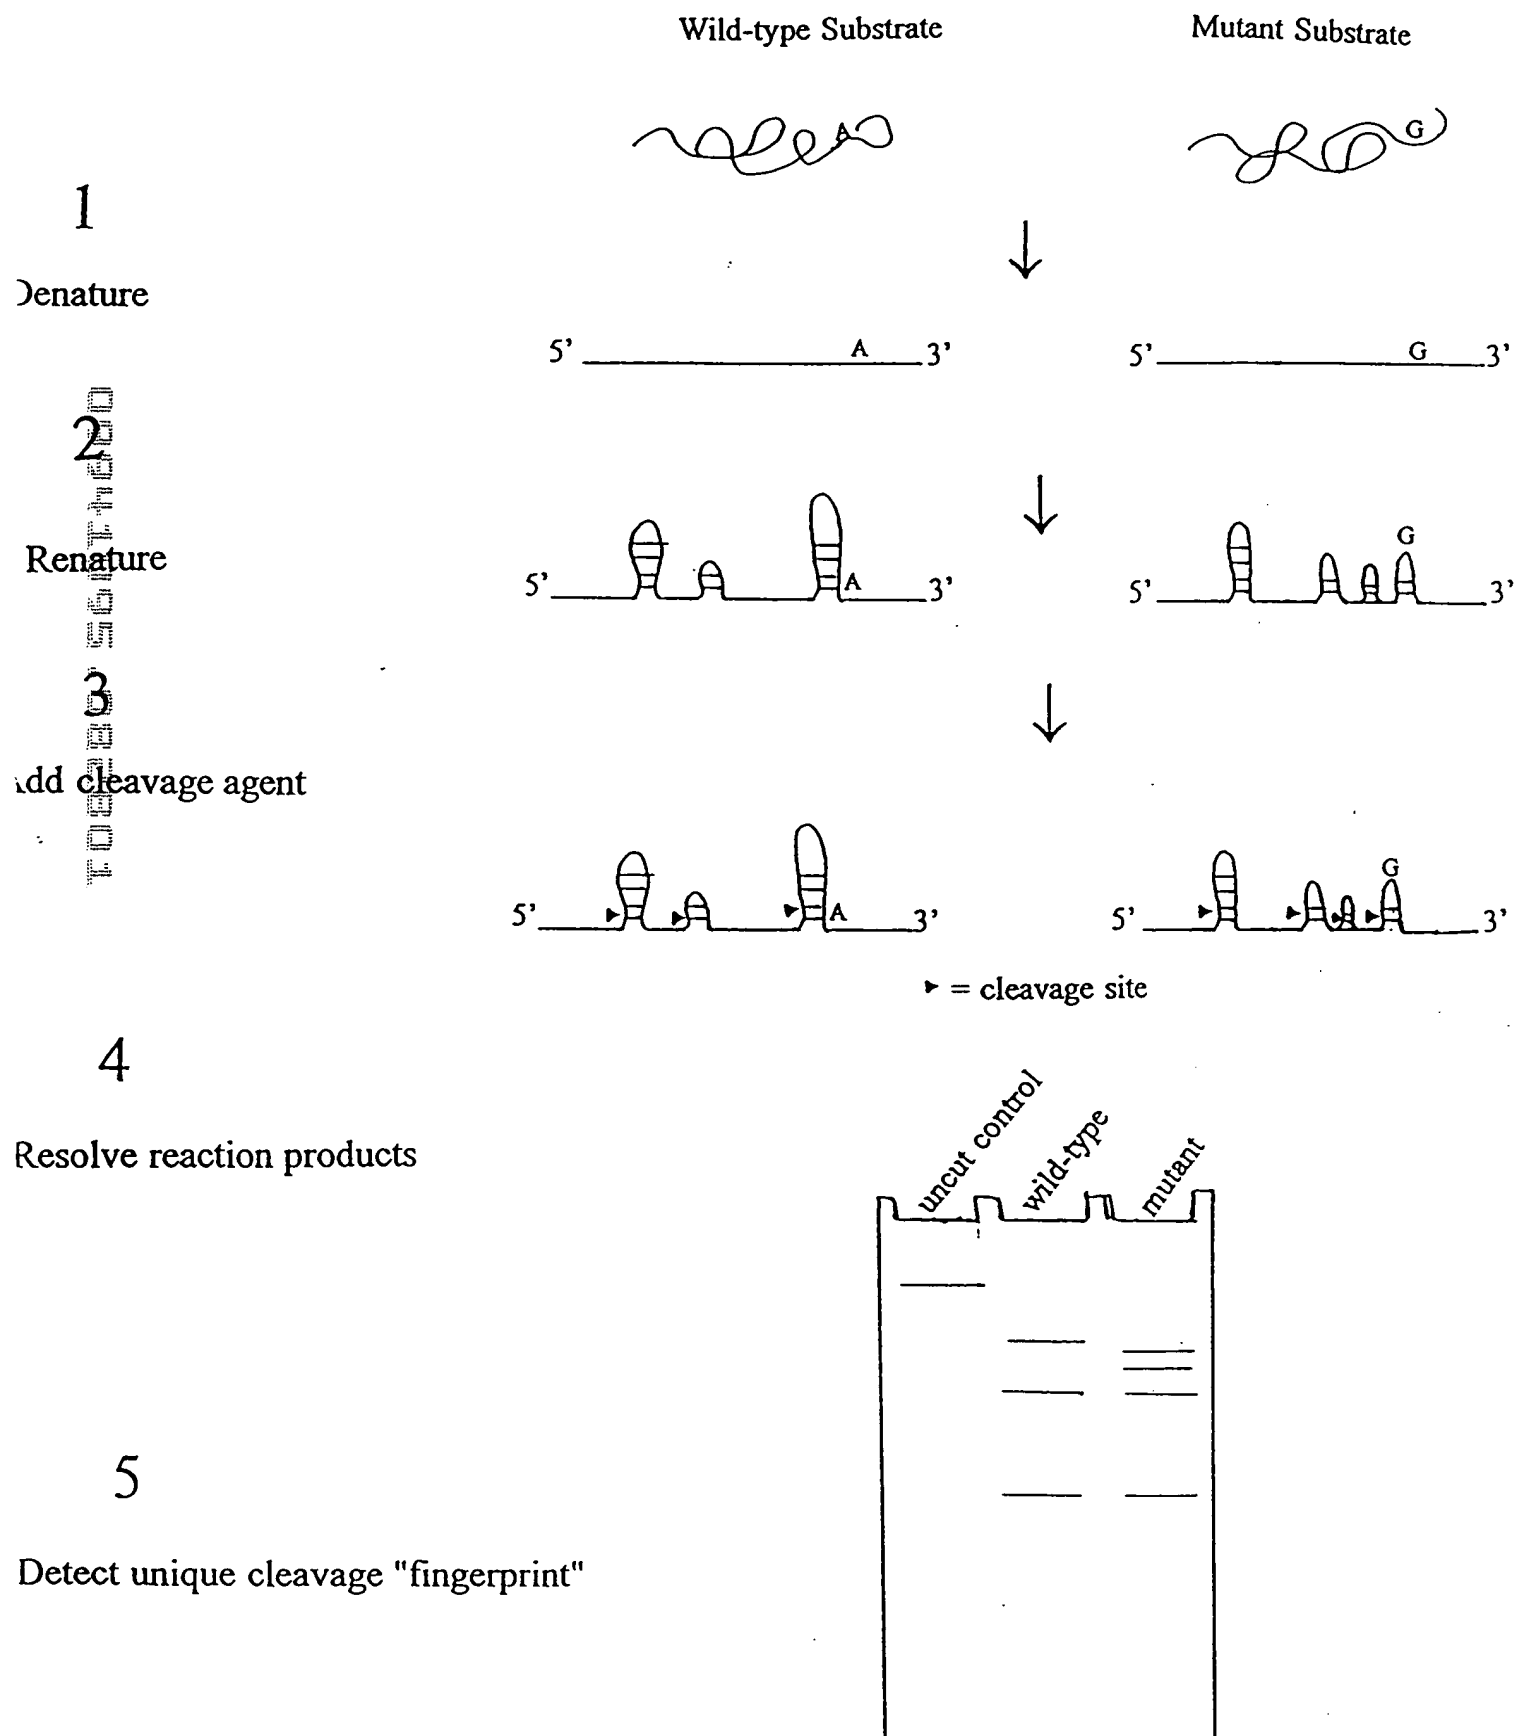 Wild-type Substrate
Mutant Substrate
A
G
1
Denature
5' A 3'
5' G 3'
2
Renature
5' A 3'
5' G 3'
3
Add cleavage agent
5' A 3'
5' G 3'
► = cleavage site
4
Resolve reaction products
uncut control
wild-type
mutant
5
Detect unique cleavage "fingerprint"